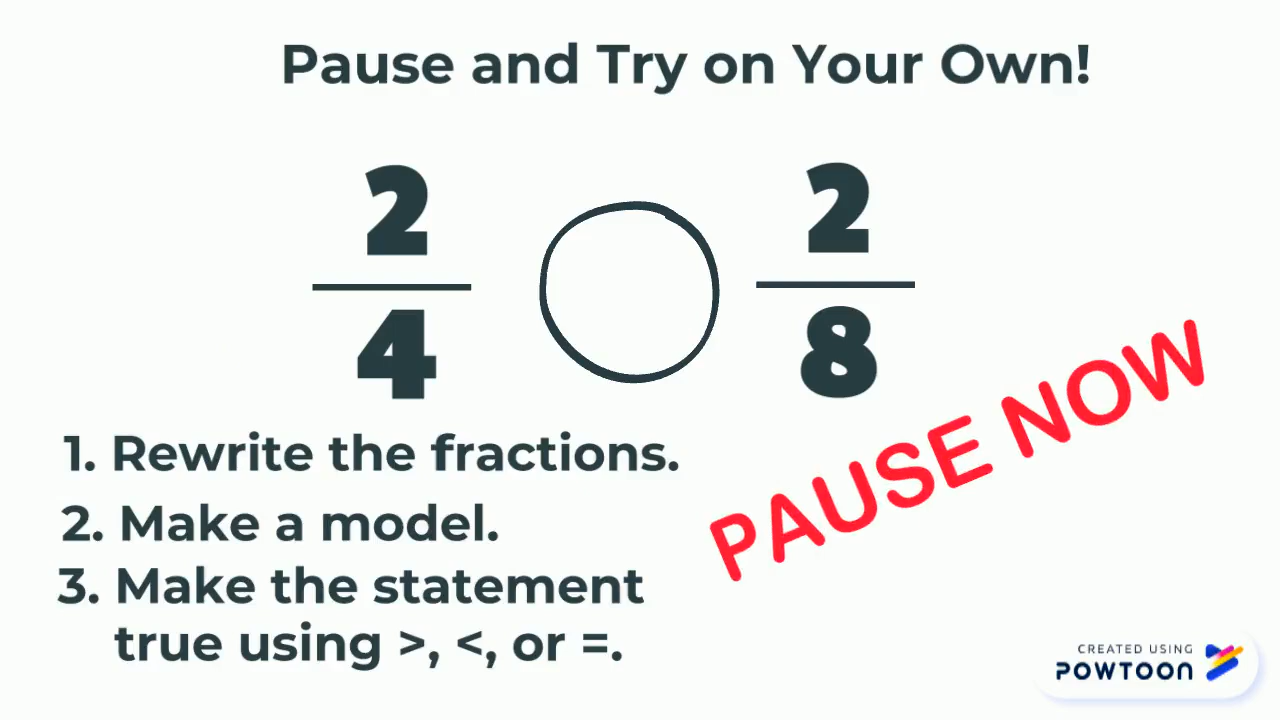 Pause and Try on Your Own!
2 2
4 8
1. Rewrite the fractions.
2. Make a model.
3. Make the statement
true using >, <, or =.
PAUSE NOW
CREATED USING
POWTOON